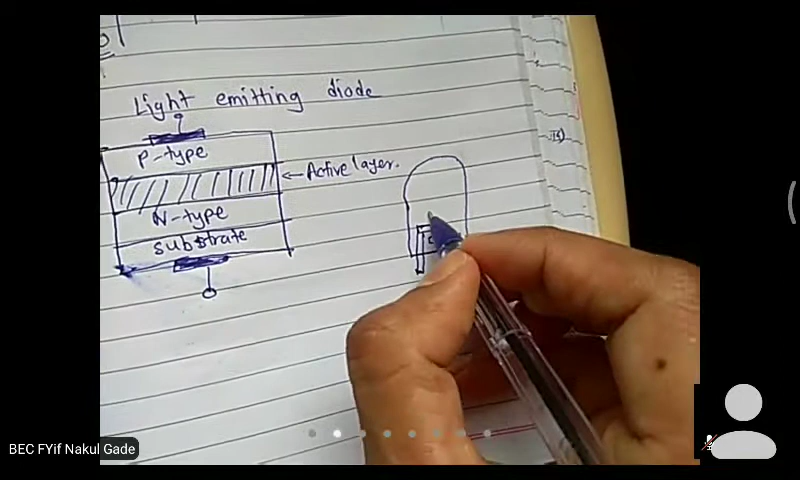 Light emitting diode
P-type
← Active layer.
N-type
substrate
BEC FYif Nakul Gade